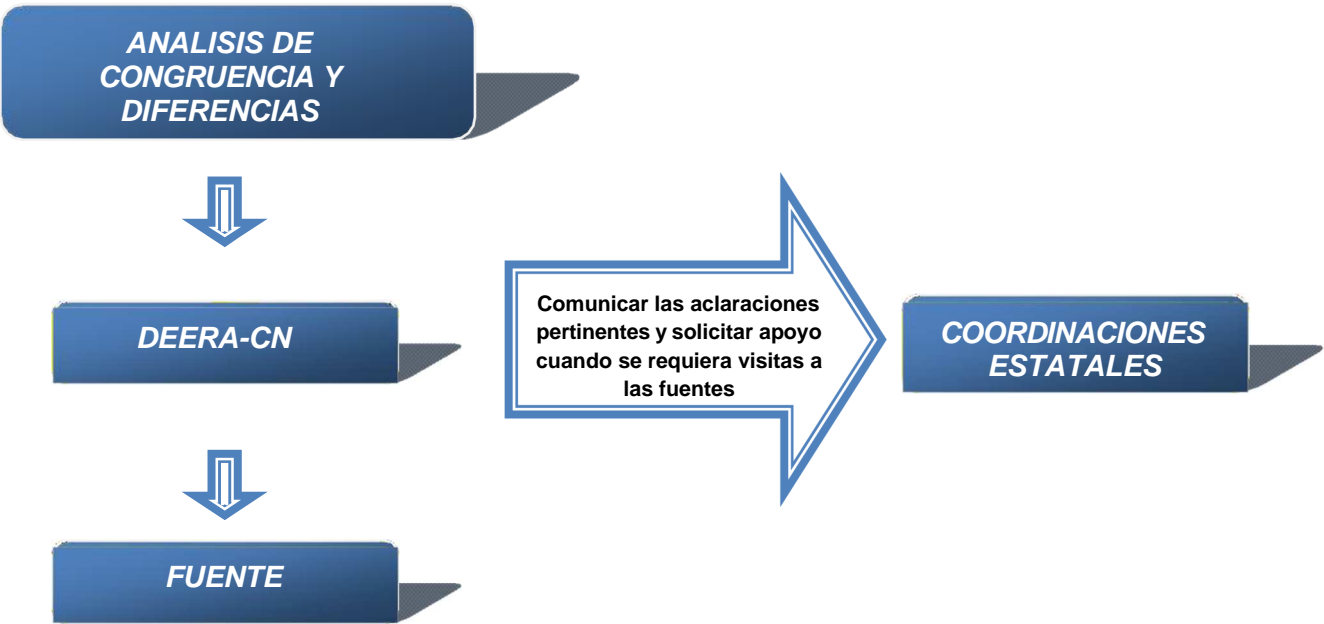 ANALISIS DE
CONGRUENCIA Y
DIFERENCIAS
DEERA-CN
Comunicar las aclaraciones
pertinentes y solicitar apoyo
cuando se requiera visitas a
las fuentes
COORDINACIONES
ESTATALES
FUENTE